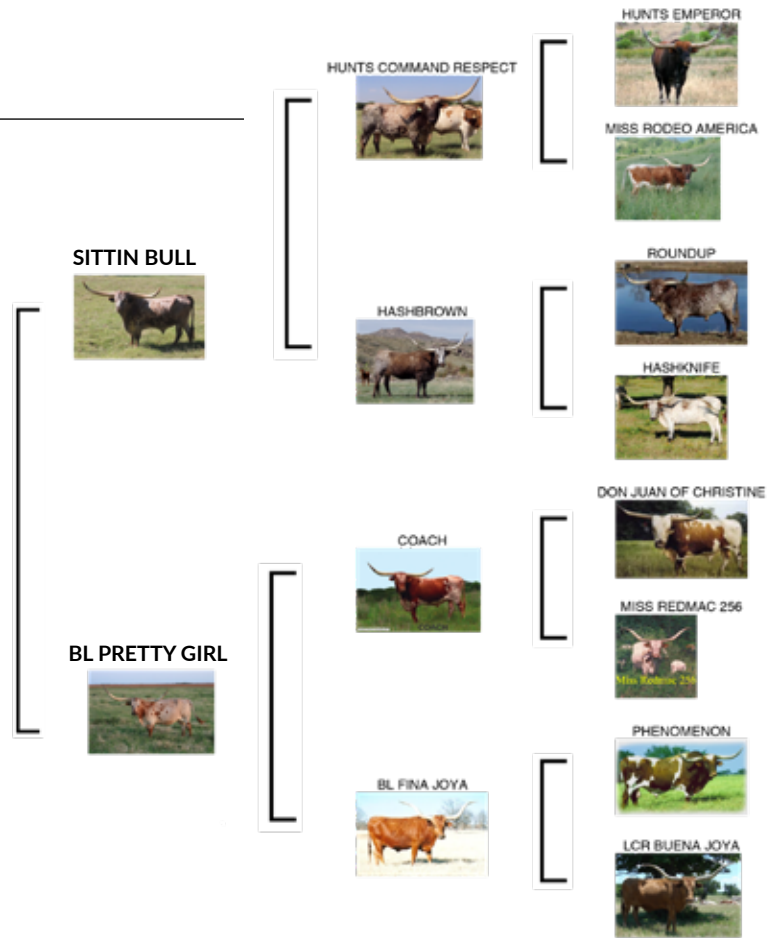 HUNTS EMPEROR
HUNTS COMMAND RESPECT
MISS RODEO AMERICA
SITTIN BULL
ROUNDUP
HASHBROWN
HASHKNIFE
DON JUAN OF CHRISTINE
COACH
COACH
MISS REDMAC 256
Miss Redmac 256
BL PRETTY GIRL
PHENOMENON
BL FINA JOYA
LCR BUENA JOYA